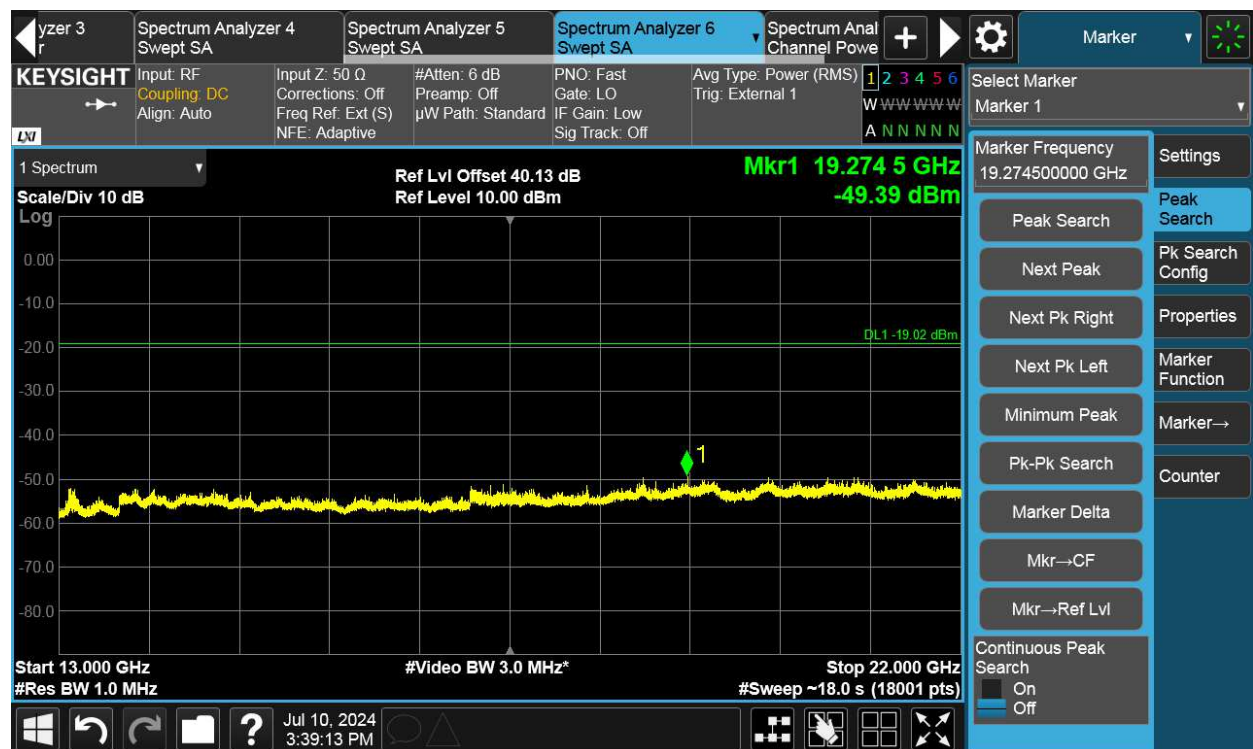 yzer 3
r
Spectrum Analyzer 4
Swept SA
Spectrum Analyzer 5
Swept SA
Spectrum Analyzer 6
Swept SA
Spectrum Anal
Channel Powe
+
Marker
KEYSIGHT
LXI
Input: RF
Coupling: DC
Align: Auto
Input Z: 50 Ω
Corrections: Off
Freq Ref: Ext (S)
NFE: Adaptive
#Atten: 6 dB
Preamp: Off
µW Path: Standard
PNO: Fast
Gate: LO
IF Gain: Low
Sig Track: Off
Avg Type: Power (RMS)
Trig: External 1
1 2 3 4 5 6
W W W W W W
A N N N N N
Select Marker
Marker 1
1 Spectrum
Scale/Div 10 dB
Log
Ref Lvl Offset 40.13 dB
Ref Level 10.00 dBm
Mkr1 19.274 5 GHz
-49.39 dBm
0.00
-10.0
-20.0
-30.0
-40.0
-50.0
-60.0
-70.0
-80.0
DL1 -19.02 dBm
1
Start 13.000 GHz
#Res BW 1.0 MHz
#Video BW 3.0 MHz*
Stop 22.000 GHz
#Sweep ~18.0 s (18001 pts)
Marker Frequency
19.274500000 GHz
Peak Search
Next Peak
Next Pk Right
Next Pk Left
Minimum Peak
Pk-Pk Search
Marker Delta
Mkr→CF
Mkr→Ref Lvl
Continuous Peak
Search
On
Off
Settings
Peak
Search
Pk Search
Config
Properties
Marker
Function
Marker→
Counter
?
Jul 10, 2024
3:39:13 PM